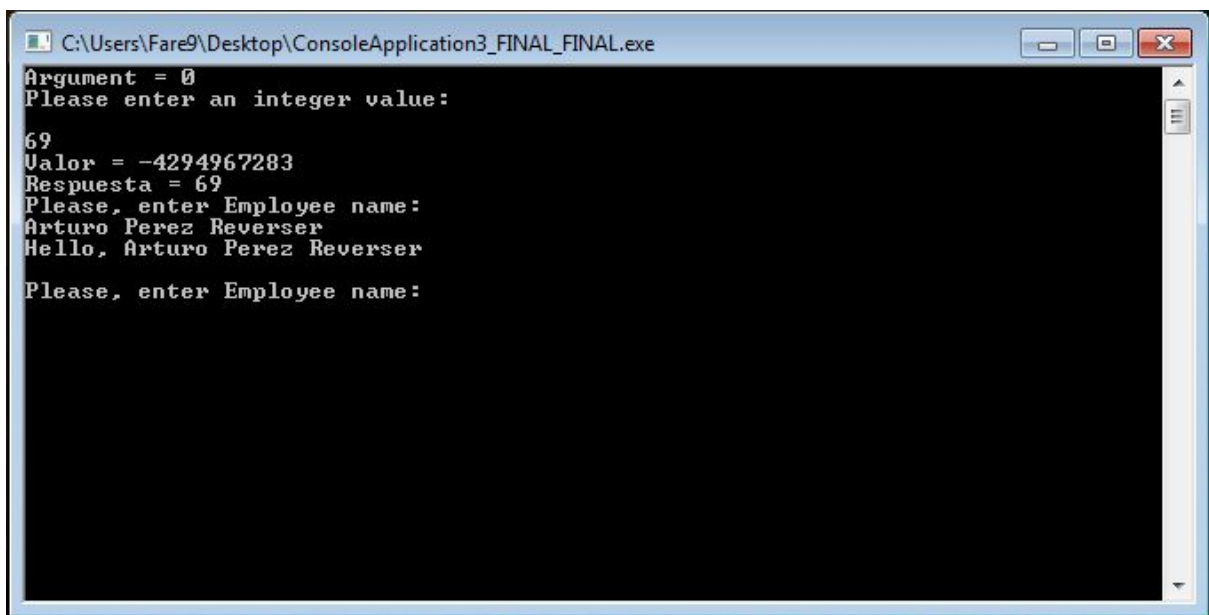 C:\Users\Fare9\Desktop\ConsoleApplication3_FINAL_FINAL.exe
Argument = 0
Please enter an integer value:
69
Valor = -4294967283
Respuesta = 69
Please, enter Employee name:
Arturo Perez Reverser
Hello, Arturo Perez Reverser
Please, enter Employee name: